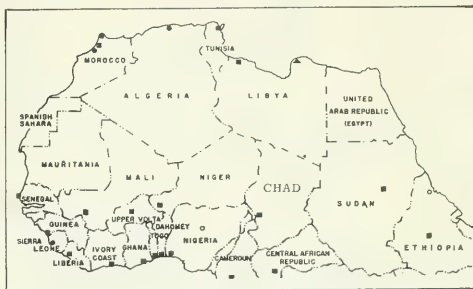 TUNISIA
MOROCCO
ALGERIA
LIBYA
UNITED
ARAB REPUBLIC
(EGYPT)
SPANISH
SAHARA
MAURITANIA
MALI
NIGER
CHAD
SUDAN
SENEGAL
UPPER VOLTA
DAHOMEY
TOGO
GUINEA
NIGERIA
SIERRA
LEONE
IVORY
COAST
GHANA
LIBERIA
CAMEROUN
CENTRAL AFRICAN
REPUBLIC
ETHIOPIA